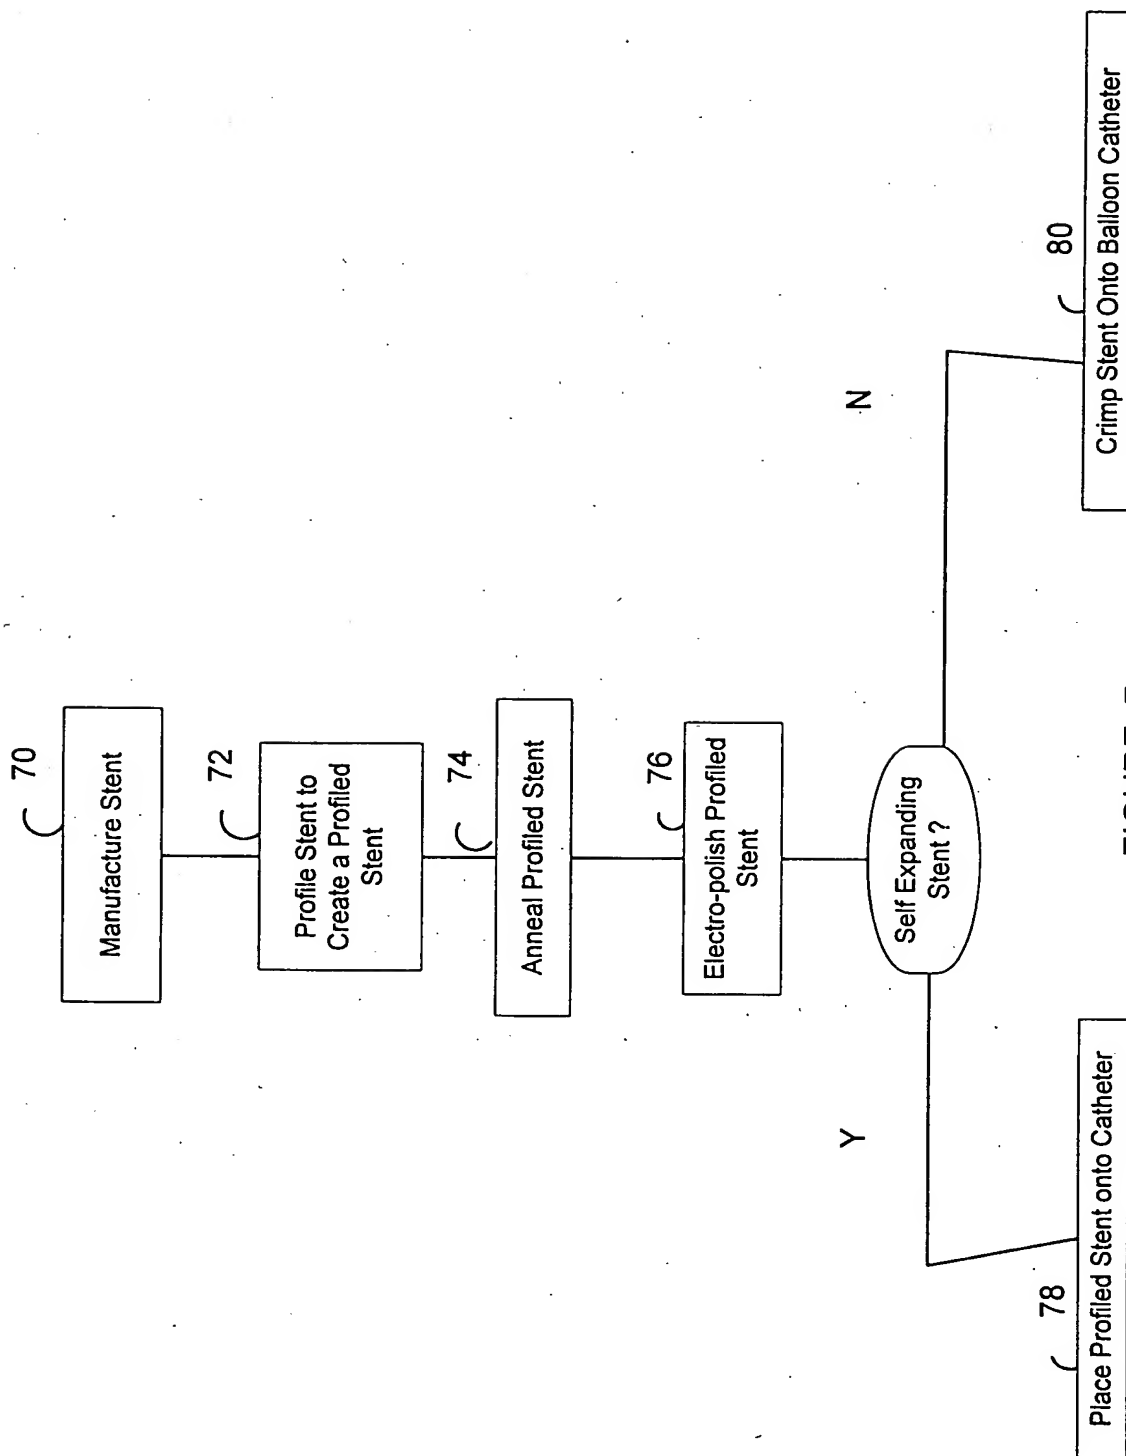 70
Manufacture Stent
72
Profile Stent to
Create a Profiled
Stent
74
Anneal Profiled Stent
76
Electro-polish Profiled
Stent
Self Expanding
Stent ?
Y
N
78
Place Profiled Stent onto Catheter
80
Crimp Stent Onto Balloon Catheter